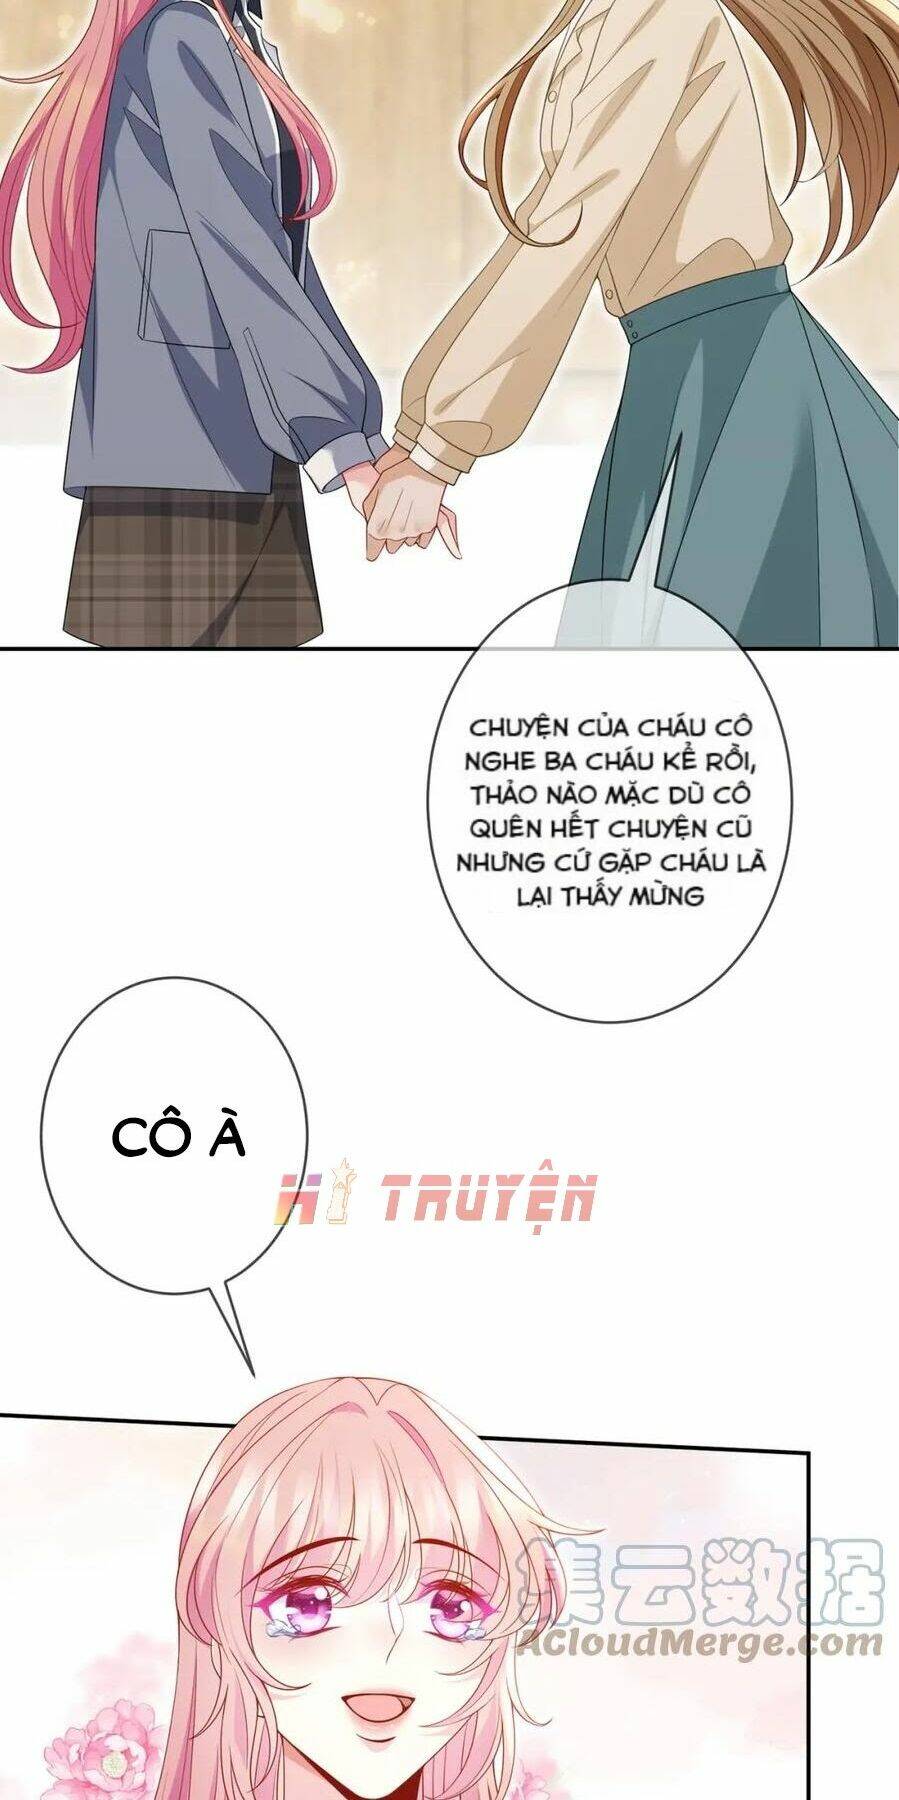 CHUYỆN CỦA CHÁU CÔ
NGHE BA CHÁU KỂ RỒI,
THẢO NÀO MẶC DÙ CÔ
QUÊN HẾT CHUYỆN CŨ
NHƯNG CỨ GẶP CHÁU LÀ
LẠI THẤY MỪNG
CÔ À
HI TRUYỆN
集云数据
ACloudMerge.com